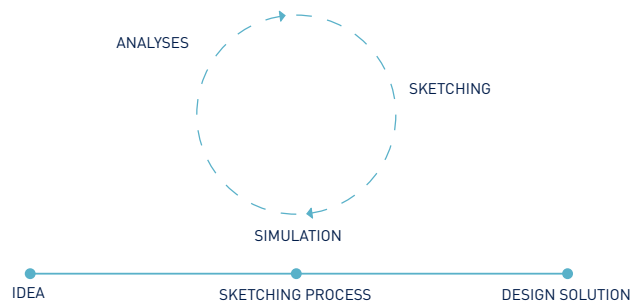 ANALYSES
SKETCHING
SIMULATION
IDEA
SKETCHING PROCESS
DESIGN SOLUTION